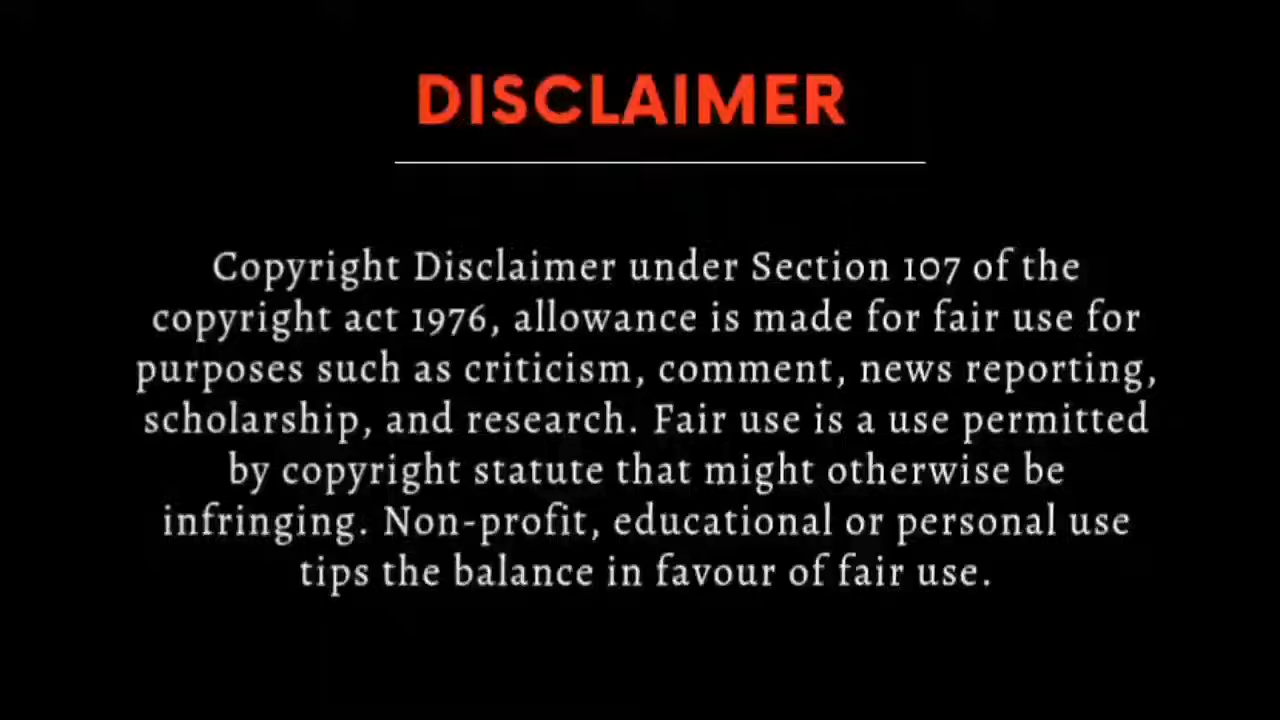 DISCLAIMER
Copyright Disclaimer under Section 107 of the
copyright act 1976, allowance is made for fair use for
purposes such as criticism, comment, news reporting,
scholarship, and research. Fair use is a use permitted
by copyright statute that might otherwise be
infringing. Non-profit, educational or personal use
tips the balance in favour of fair use.